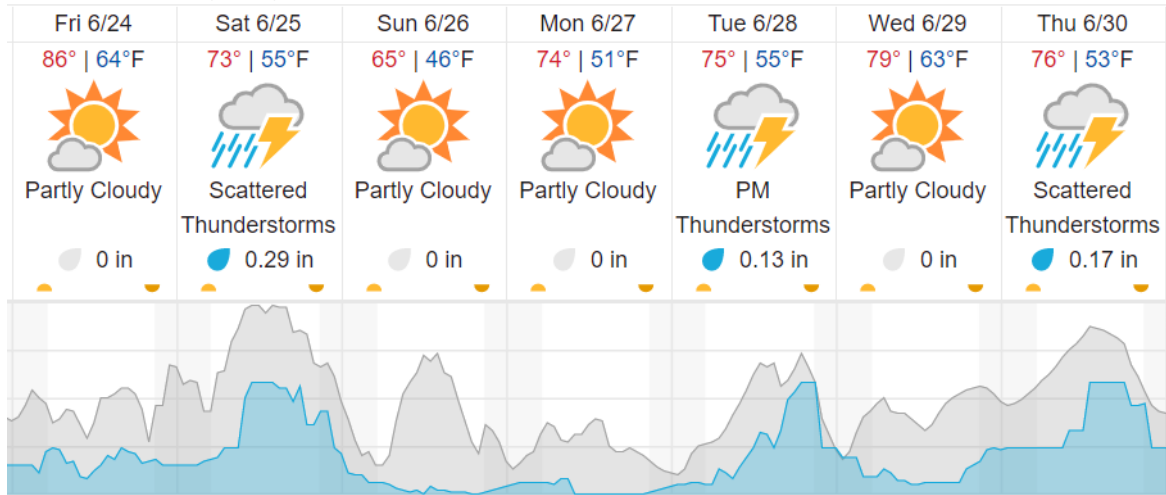 Fri 6/24 Sat 6/25 Sun 6/26 Mon 6/27 Tue 6/28 Wed 6/29 Thu 6/30
86° | 64°F 73° | 55°F 65° | 46°F 74° | 51°F 75° | 55°F 79° | 63°F 76° | 53°F
Partly Cloudy Scattered Partly Cloudy Partly Cloudy PM Partly Cloudy Scattered
Thunderstorms Thunderstorms Thunderstorms
0 in 0.29 in 0 in 0 in 0.13 in 0 in 0.17 in